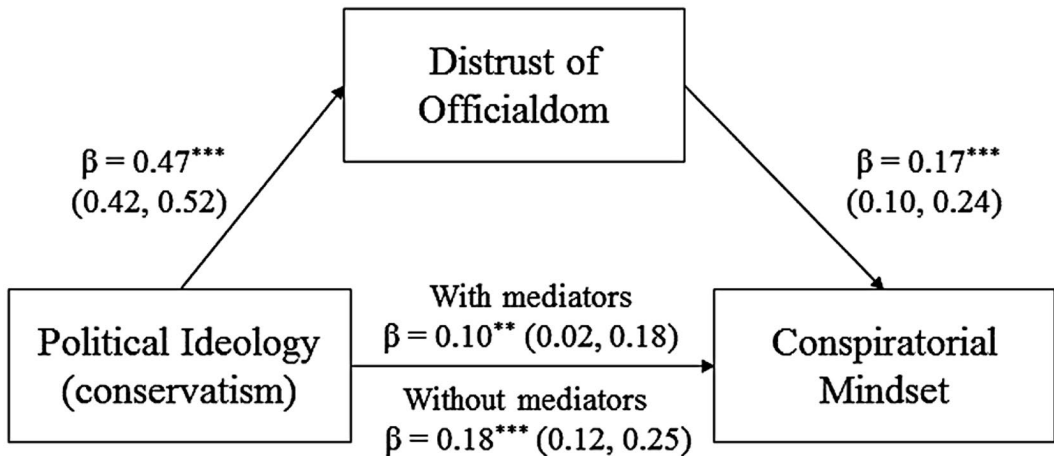 Distrust of
Officialdom
β = 0.47***
(0.42, 0.52)
β = 0.17***
(0.10, 0.24)
Political Ideology
(conservatism)
With mediators
β = 0.10** (0.02, 0.18)
Without mediators
β = 0.18*** (0.12, 0.25)
Conspiratorial
Mindset